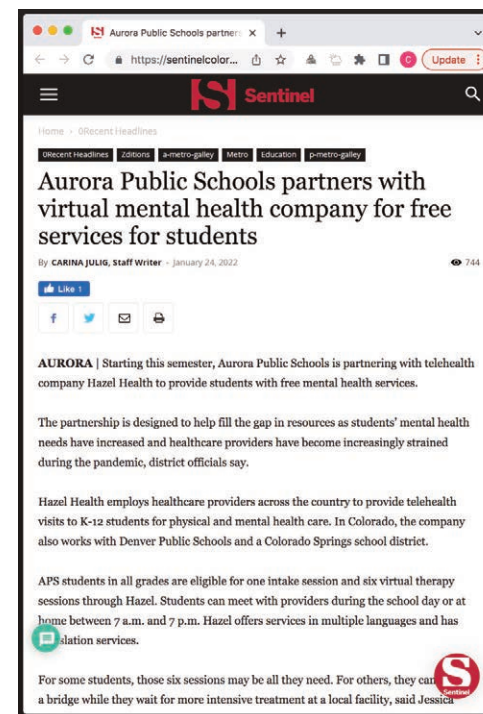 Aurora Public Schools partner
https://sentinelcolor...
Update
Sentinel
Home
0Recent Headlines
0Recent Headlines
Zditions
a-metro-galley
Metro
Education
p-metro-galley
Aurora Public Schools partners with
virtual mental health company for free
services for students
By CARINA JULIG, Staff Writer - January 24, 2022
744
Like 1
AURORA | Starting this semester, Aurora Public Schools is partnering with telehealth
company Hazel Health to provide students with free mental health services.
The partnership is designed to help fill the gap in resources as students' mental health
needs have increased and healthcare providers have become increasingly strained
during the pandemic, district officials say.
Hazel Health employs healthcare providers across the country to provide telehealth
visits to K-12 students for physical and mental health care. In Colorado, the company
also works with Denver Public Schools and a Colorado Springs school district.
APS students in all grades are eligible for one intake session and six virtual therapy
sessions through Hazel. Students can meet with providers during the school day or at
home between 7 a.m. and 7 p.m. Hazel offers services in multiple languages and has
slation services.
For some students, those six sessions may be all they need. For others, they can
a bridge while they wait for more intensive treatment at a local facility, said Jessica
S
Sentinel